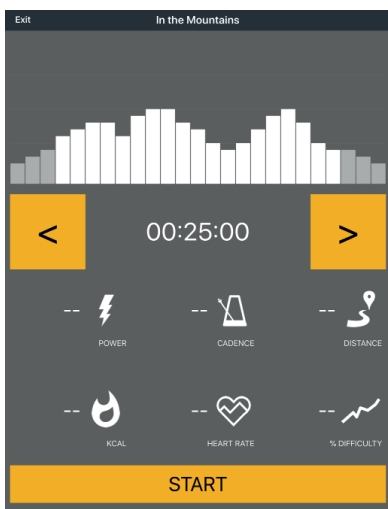 Exit In the Mountains
< 00:25:00 >
-- -- --
POWER CADENCE DISTANCE
-- -- --
KCAL HEART RATE % DIFFICULTY
START